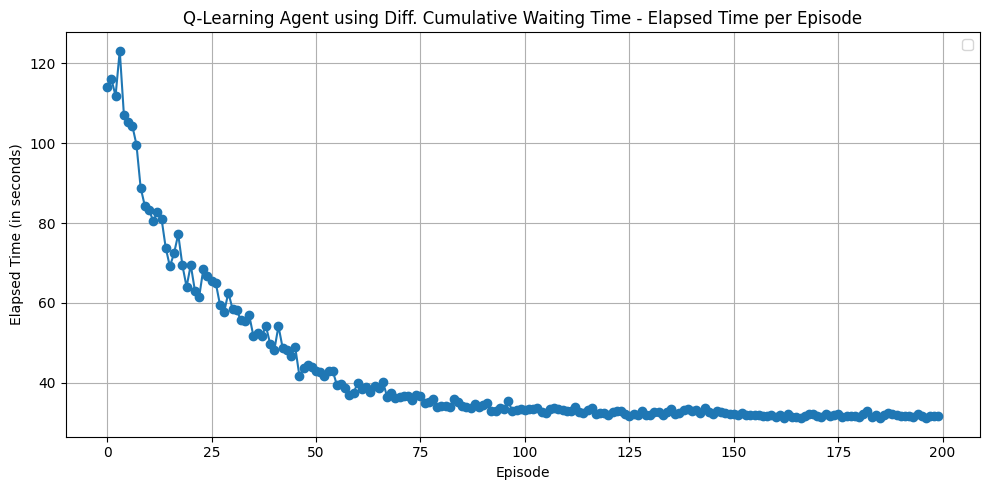 Q-Learning Agent using Diff. Cumulative Waiting Time - Elapsed Time per Episode
120
100
80
60
40
Elapsed Time (in seconds)
0 25 50 75 100 125 150 175 200
Episode